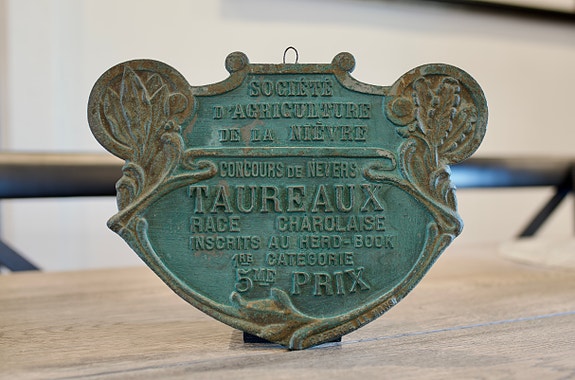 SOCIÉTÉ
D'AGRICULTURE
DE LA NIÈVRE
CONCOURS DE NEVERS
TAUREAUX
RACE CHAROLAISE
INSCRITS AU HERD-BOOK
1RE CATÉGORIE
5ME PRIX